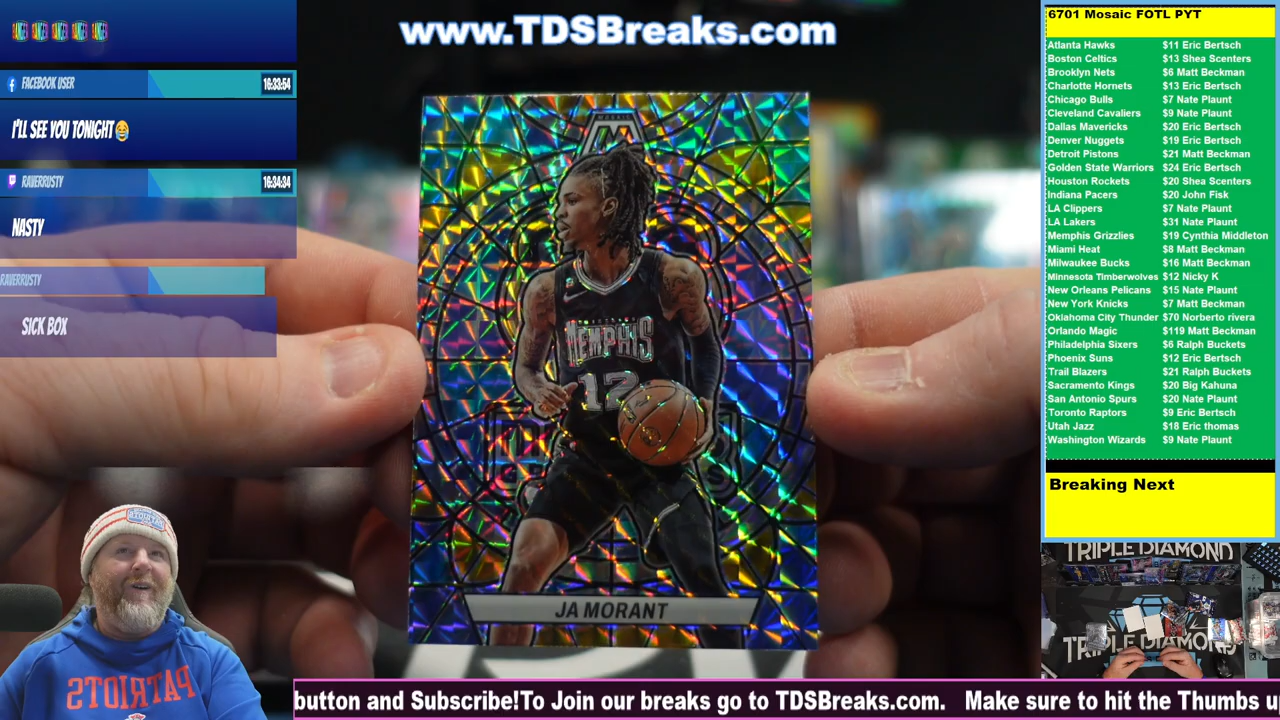 www.TDSBreaks.com
FACEBOOK USER 16:33:54
I'LL SEE YOU TONIGHT😂
RAVERRUSTY 16:34:34
NASTY
RAVERRUSTY
SICK BOX
MOSAIC
MEMPHIS
12
JA MORANT
PATRIOTS
6701 Mosaic FOTL PYT
Atlanta Hawks $11 Eric Bertsch
Boston Celtics $13 Shea Scenters
Brooklyn Nets $6 Matt Beckman
Charlotte Hornets $13 Eric Bertsch
Chicago Bulls $7 Nate Plaunt
Cleveland Cavaliers $9 Nate Plaunt
Dallas Mavericks $20 Eric Bertsch
Denver Nuggets $19 Eric Bertsch
Detroit Pistons $21 Matt Beckman
Golden State Warriors $24 Eric Bertsch
Houston Rockets $20 Shea Scenters
Indiana Pacers $20 John Fisk
LA Clippers $7 Nate Plaunt
LA Lakers $31 Nate Plaunt
Memphis Grizzlies $19 Cynthia Middleton
Miami Heat $8 Matt Beckman
Milwaukee Bucks $16 Matt Beckman
Minnesota Timberwolves $12 Nicky K
New Orleans Pelicans $15 Nate Plaunt
New York Knicks $7 Matt Beckman
Oklahoma City Thunder $70 Norberto rivera
Orlando Magic $119 Matt Beckman
Philadelphia Sixers $6 Ralph Buckets
Phoenix Suns $12 Eric Bertsch
Trail Blazers $21 Ralph Buckets
Sacramento Kings $20 Big Kahuna
San Antonio Spurs $20 Nate Plaunt
Toronto Raptors $9 Eric Bertsch
Utah Jazz $18 Eric thomas
Washington Wizards $9 Nate Plaunt
Breaking Next
TRIPLE DIAMOND
TRIPLE DIAMOND
button and Subscribe!To Join our breaks go to TDSBreaks.com. Make sure to hit the Thumbs u